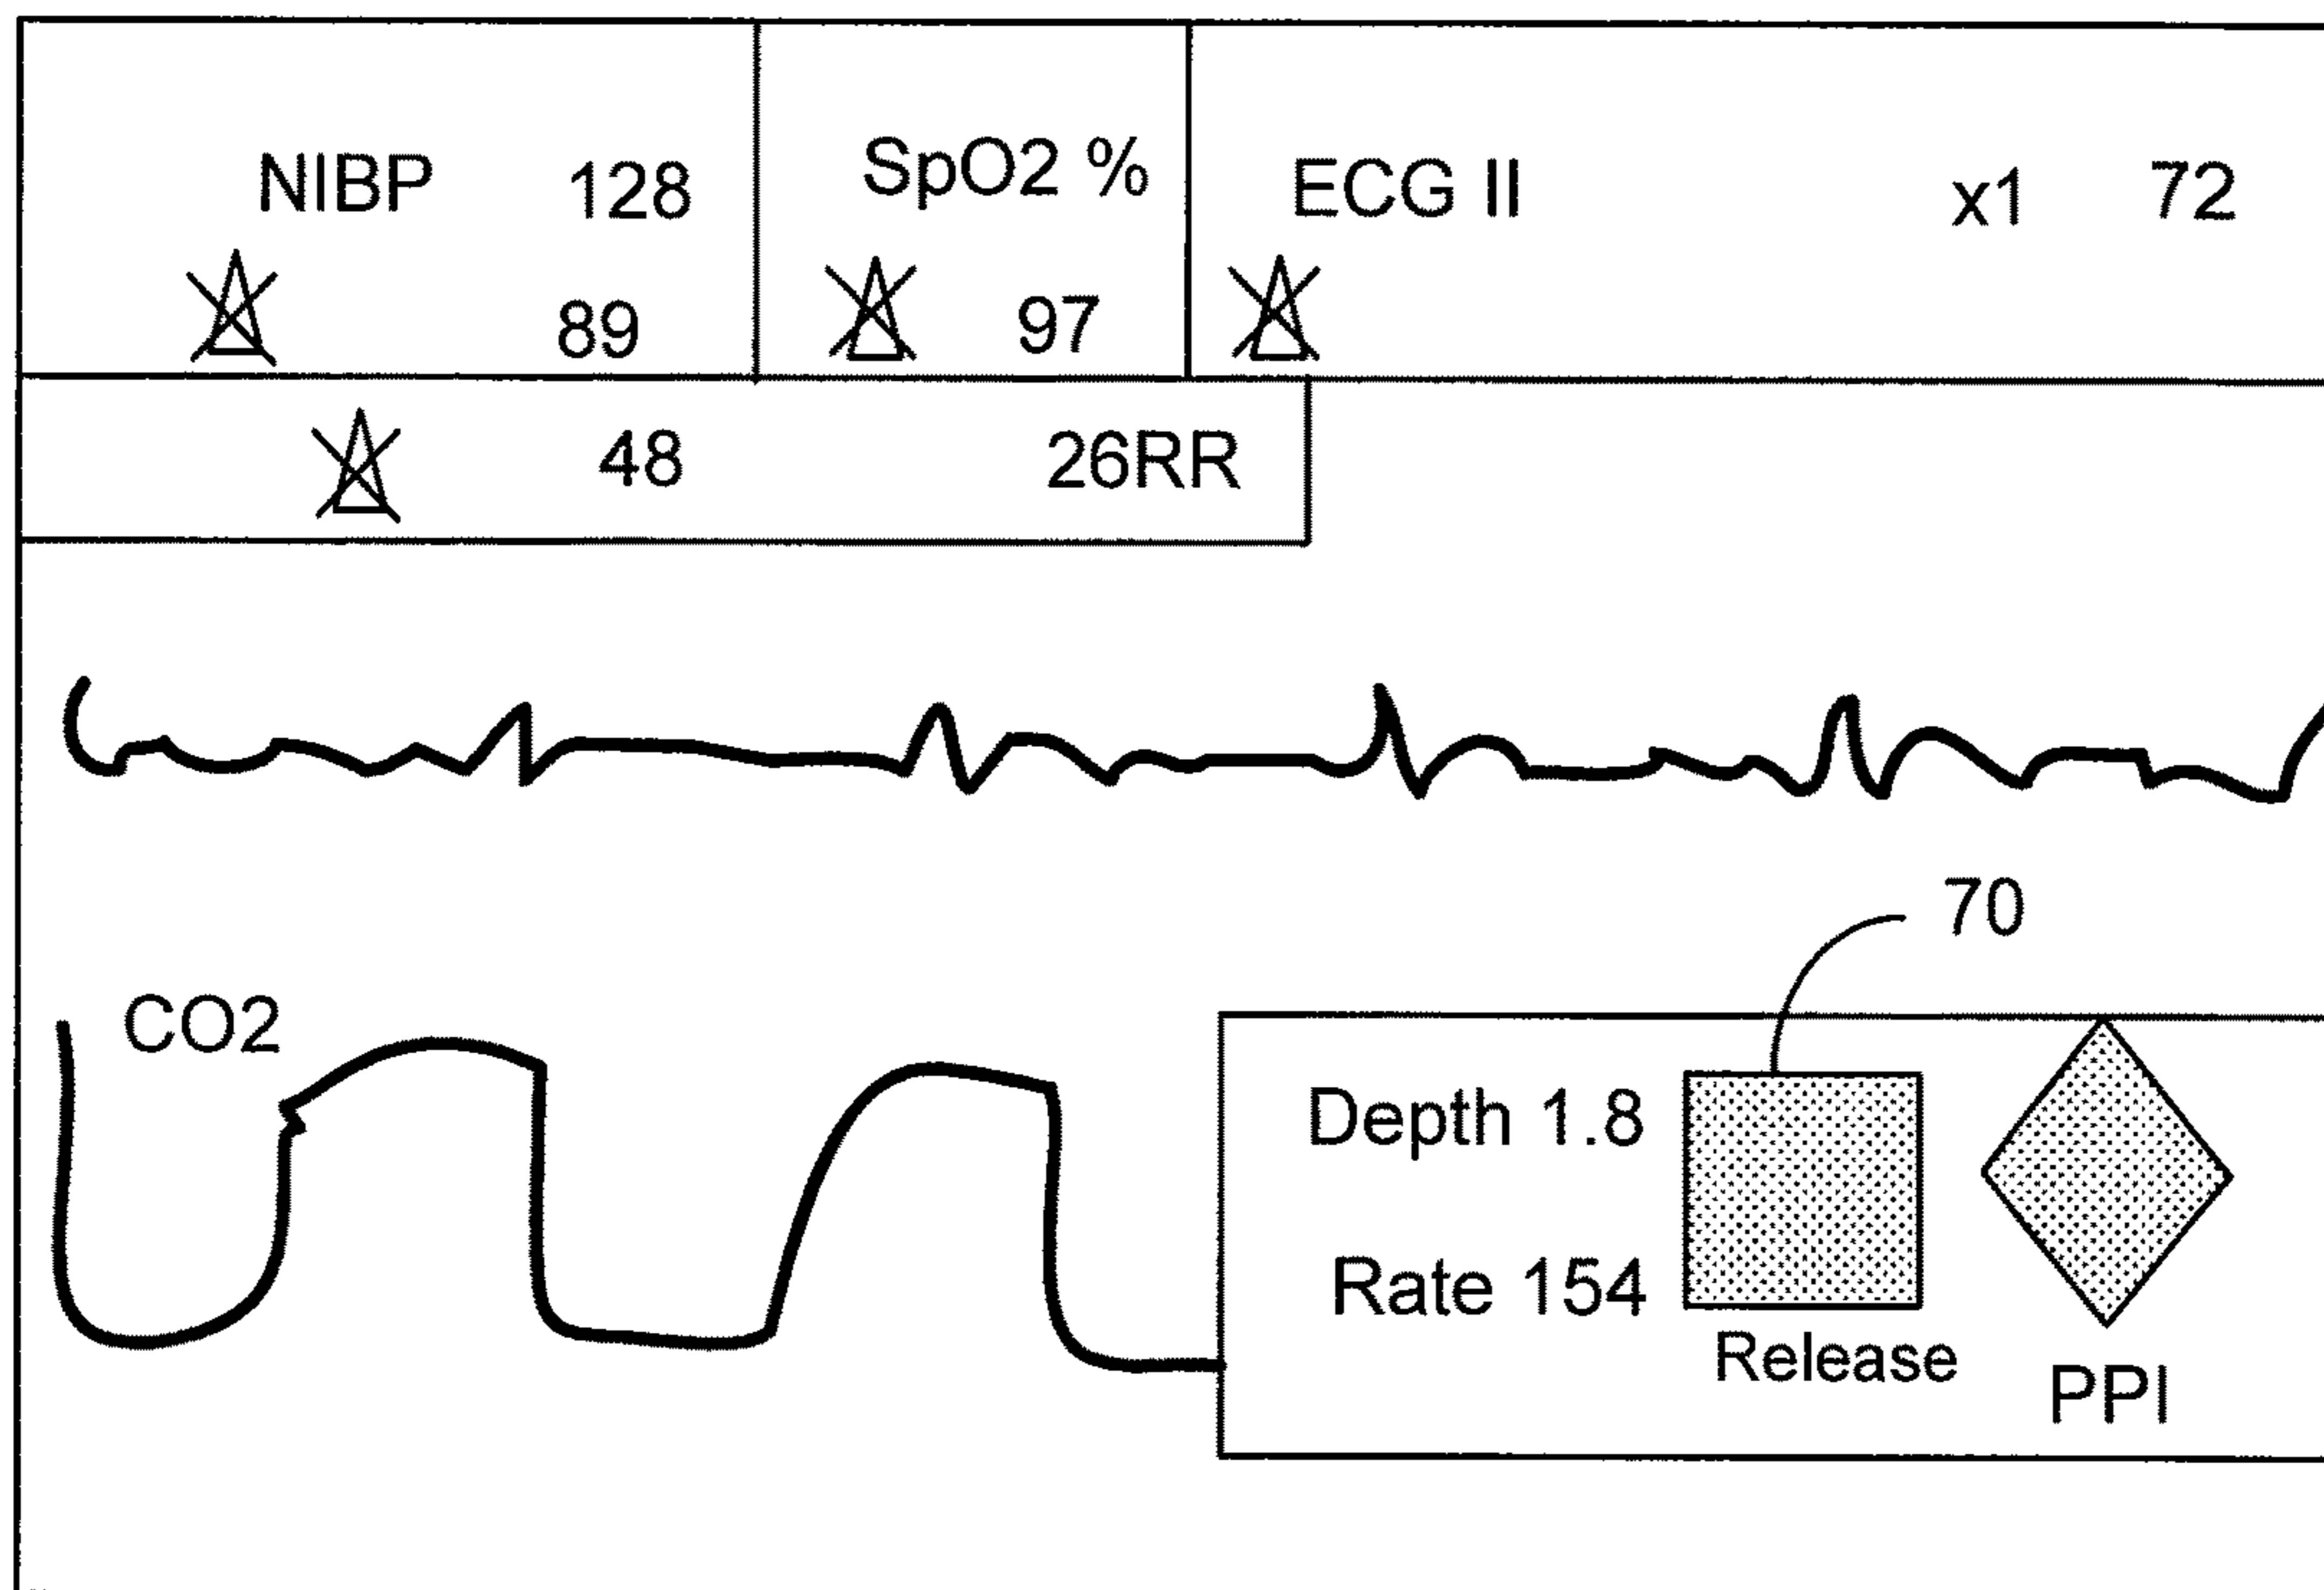 NIBP 128
89
SpO2 %
97
ECG II x1 72
48 26RR
70
CO2
Depth 1.8
Rate 154
Release
PPI